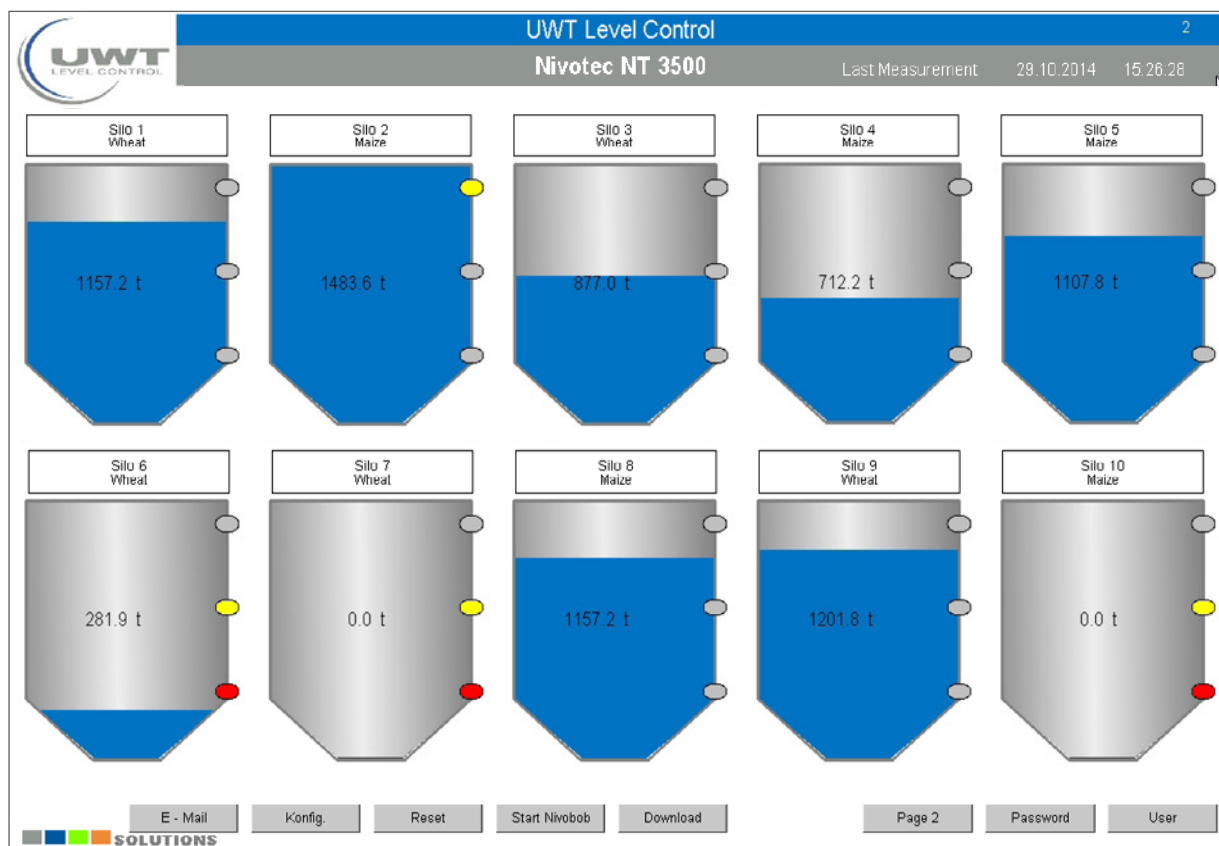 UWT
LEVEL CONTROL
UWT Level Control
2
Nivotec NT 3500
Last Measurement 29.10.2014 15:26:28
Silo 1
Wheat
Silo 2
Maize
Silo 3
Wheat
Silo 4
Maize
Silo 5
Maize
1157.2 t
1483.6 t
877.0 t
712.2 t
1107.8 t
Silo 6
Wheat
Silo 7
Wheat
Silo 8
Maize
Silo 9
Wheat
Silo 10
Maize
281.9 t
0.0 t
1157.2 t
1201.8 t
0.0 t
E - Mail
Konfig.
Reset
Start Nivobob
Download
Page 2
Password
User
SOLUTIONS